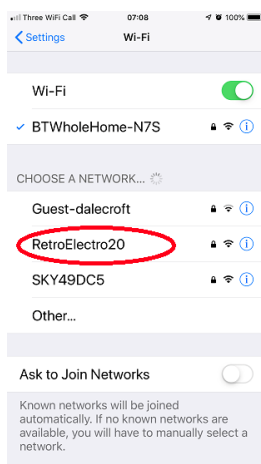 Three WiFi Call 07:08 100%
Settings Wi-Fi
Wi-Fi
BTWholeHome-N7S
CHOOSE A NETWORK...
Guest-dalecroft
RetroElectro20
SKY49DC5
Other...
Ask to Join Networks
Known networks will be joined
automatically. If no known networks are
available, you will have to manually select a
network.